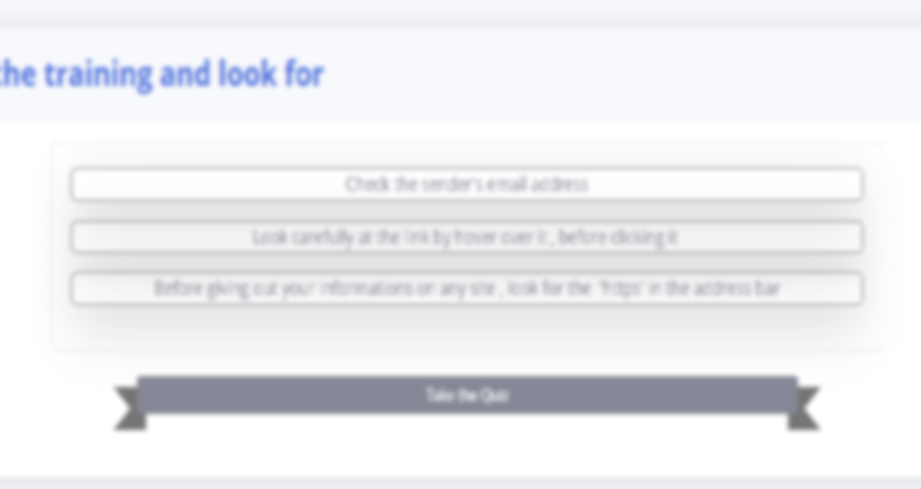 the training and look for
Check the sender's email address
Look carefully at the link by hover over it , before clicking it
Before giving out your informations on any site , look for the "https" in the address bar
Take the Quiz